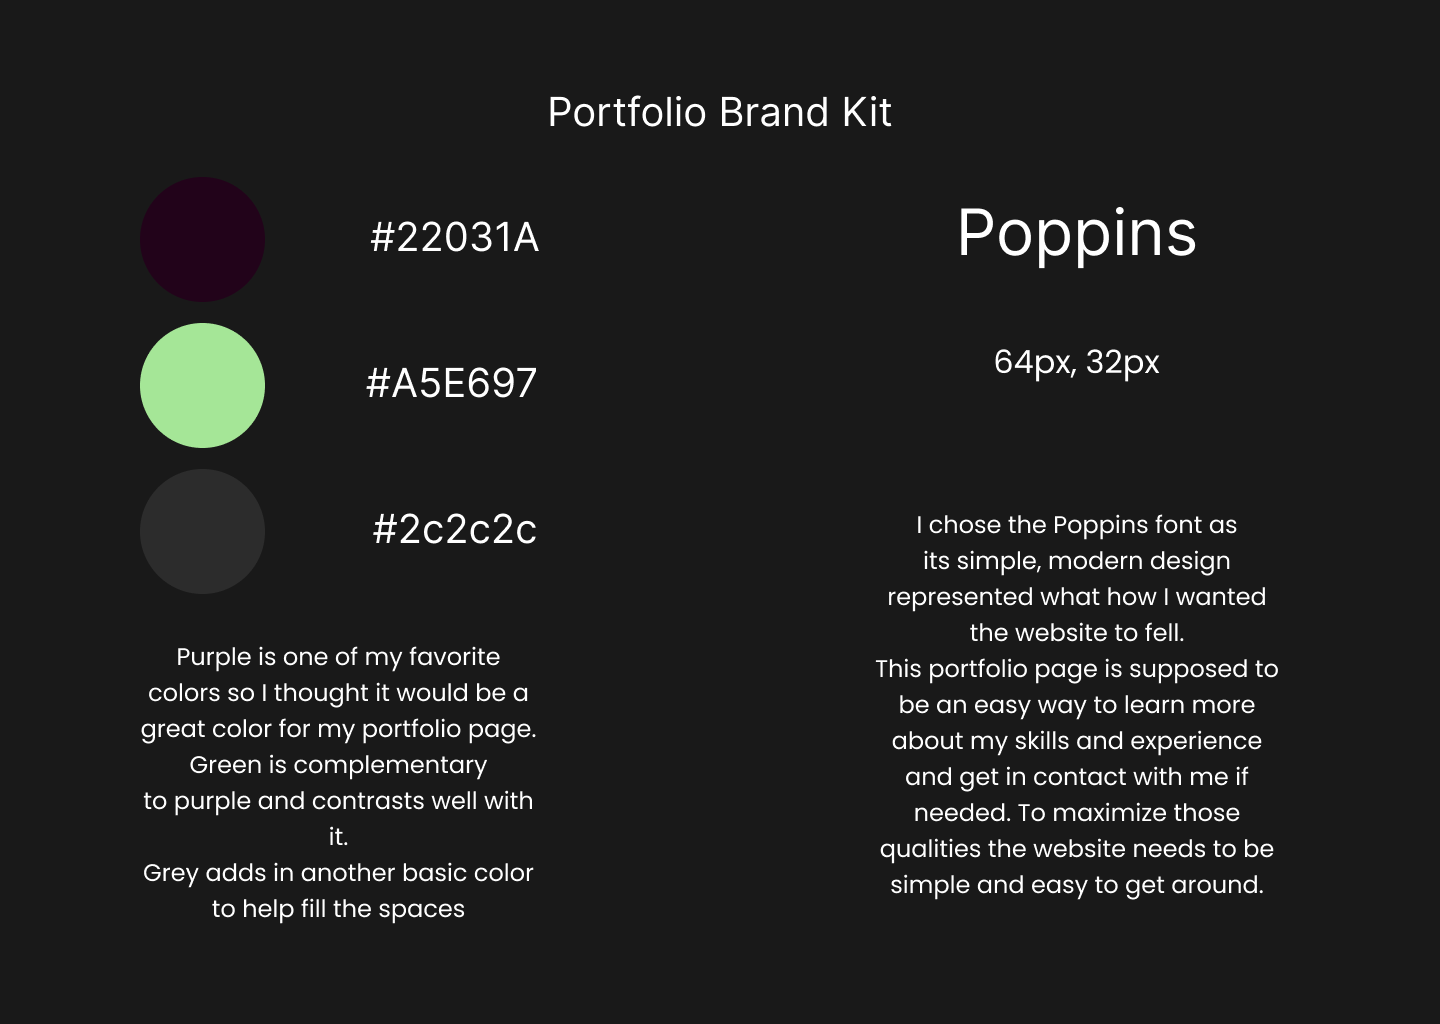 Portfolio Brand Kit
#22031A
#A5E697
#2c2c2c
Purple is one of my favorite
colors so I thought it would be a
great color for my portfolio page.
Green is complementary
to purple and contrasts well with
it.
Grey adds in another basic color
to help fill the spaces
Poppins
64px, 32px
I chose the Poppins font as
its simple, modern design
represented what how I wanted
the website to fell.
This portfolio page is supposed to
be an easy way to learn more
about my skills and experience
and get in contact with me if
needed. To maximize those
qualities the website needs to be
simple and easy to get around.